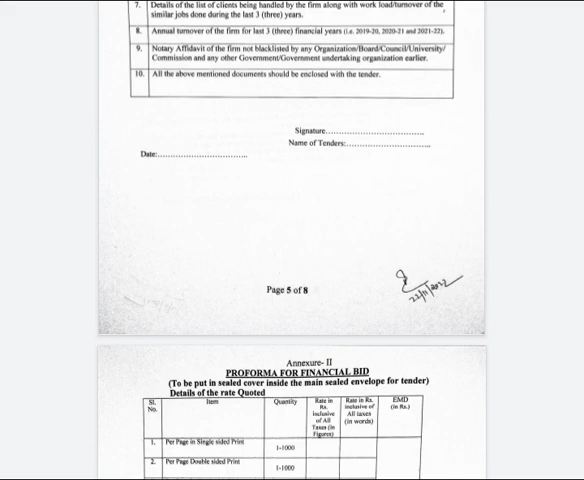 7. Details of the list of clients being handled by the firm along with work load/turnover of the
similar jobs done during the last 3 (three) years.
8. Annual turnover of the firm for last 3 (three) financial years (i.e. 2019-20, 2020-21 and 2021-22).
9. Notary Affidavit of the firm not blacklisted by any Organization/Board/Council/University/
Commission and any other Government/Government undertaking organization earlier.
10. All the above mentioned documents should be enclosed with the tender.
Signature..................................
Name of Tenders:.............................
Date:...............................
Page 5 of 8
22/11/2022
Annexure- II
PROFORMA FOR FINANCIAL BID
(To be put in sealed cover inside the main sealed envelope for tender)
Details of the rate Quoted
Sl. No. Item Quantity Rate in Rs. inclusive of All Taxes (in Figures) Rate in Rs. inclusive of All taxes (in words) EMD (in Rs.)
1. Per Page in Single sided Print 1-1000
2. Per Page Double sided Print 1-1000